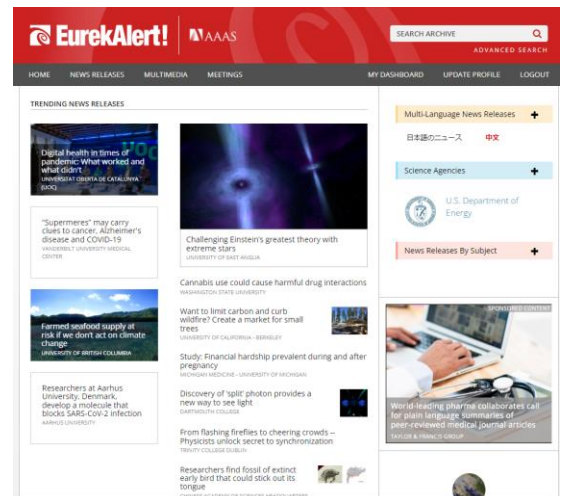 EurekAlert! AAAS
SEARCH ARCHIVE
ADVANCED SEARCH
HOME NEWS RELEASES MULTIMEDIA MEETINGS MY DASHBOARD UPDATE PROFILE LOGOUT
TRENDING NEWS RELEASES
Digital health in times of
pandemic: What worked and
what didn't
UNIVERSITAT OBERTA DE CATALUNYA
(UOC)
"Supermeres" may carry
clues to cancer, Alzheimer's
disease and COVID-19
VANDERBILT UNIVERSITY MEDICAL
CENTER
Farmed seafood supply at
risk if we don't act on climate
change
UNIVERSITY OF BRITISH COLUMBIA
Researchers at Aarhus
University, Denmark,
develop a molecule that
blocks SARS-CoV-2 infection
AARHUS UNIVERSITY
Challenging Einstein's greatest theory with
extreme stars
UNIVERSITY OF EAST ANGLIA
Cannabis use could cause harmful drug interactions
WASHINGTON STATE UNIVERSITY
Want to limit carbon and curb
wildfire? Create a market for small
trees
UNIVERSITY OF CALIFORNIA - BERKELEY
Study: Financial hardship prevalent during and after
pregnancy
MICHIGAN MEDICINE - UNIVERSITY OF MICHIGAN
Discovery of 'split' photon provides a
new way to see light
DARTMOUTH COLLEGE
From flashing fireflies to cheering crowds --
Physicists unlock secret to synchronization
TRINITY COLLEGE DUBLIN
Researchers find fossil of extinct
early bird that could stick out its
tongue
CHINESE ACADEMY OF SCIENCES HEADQUARTERS
Multi-Language News Releases +
日本語のニュース 中文
Science Agencies +
U.S. Department of
Energy
News Releases By Subject +
SPONSORED CONTENT
World-leading pharma collaborates call
for plain language summaries of
peer-reviewed medical journal articles
TAYLOR & FRANCIS GROUP